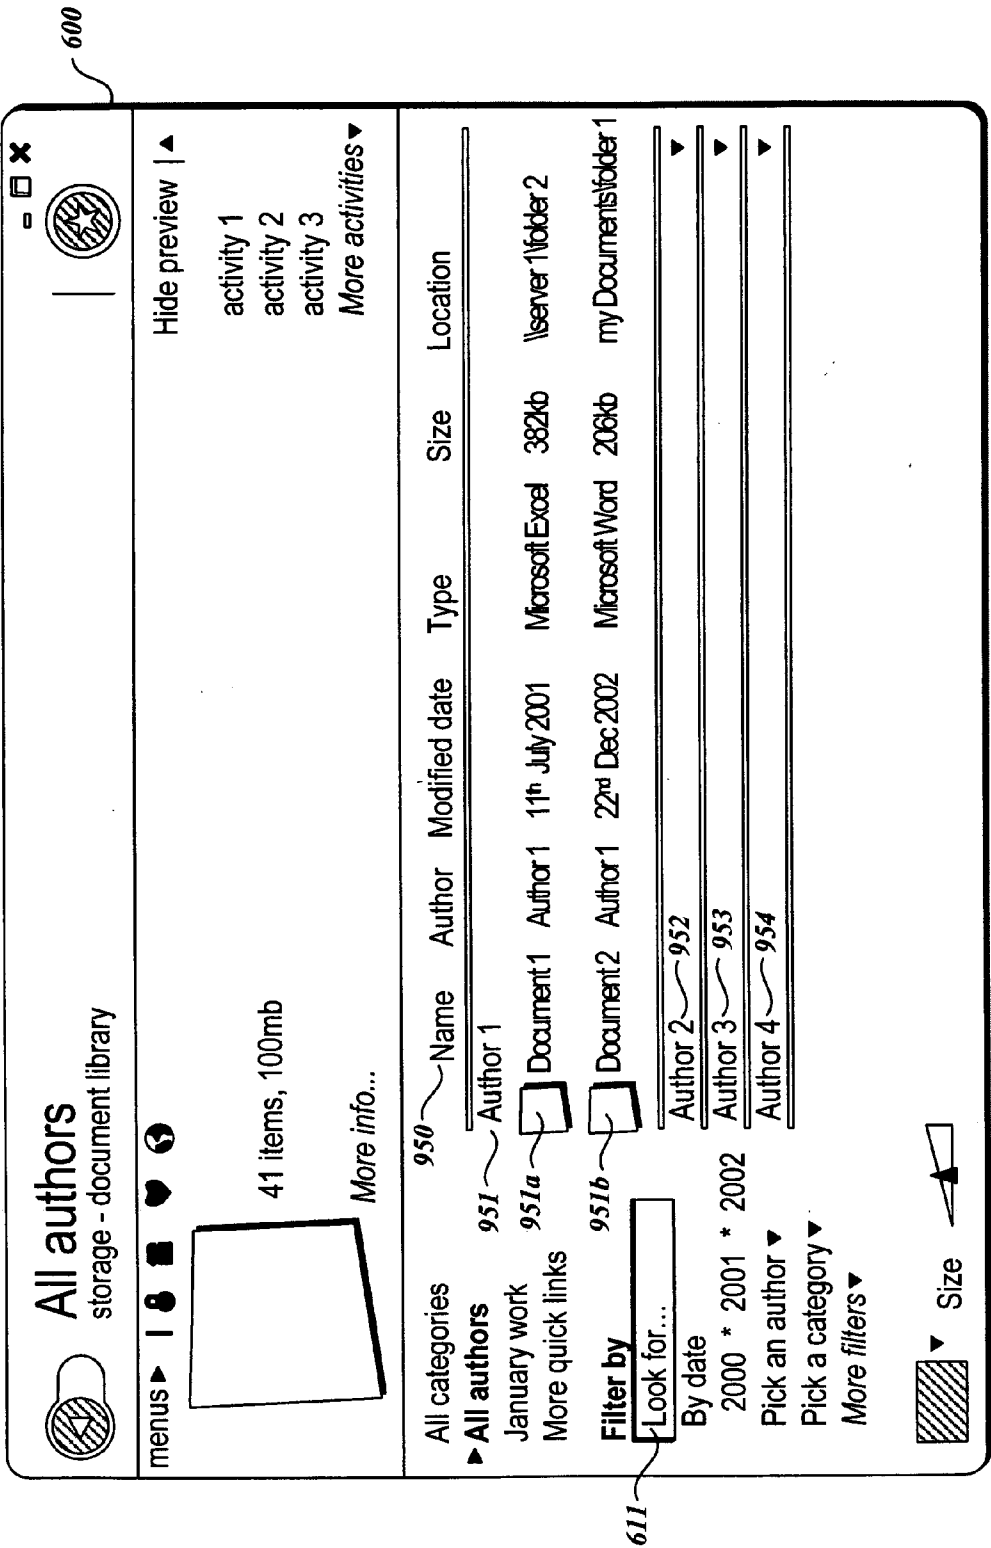 600
All authors
storage - document library
menus
41 items, 100mb
More info...
Hide preview |
activity 1
activity 2
activity 3
More activities
All categories
All authors
January work
More quick links
Filter by
Look for...
By date
2000 * 2001 * 2002
Pick an author
Pick a category
More filters
Size
611
950
Name Author Modified date Type Size Location
951
Author 1
951a
Document 1 Author 1 11th July 2001 Microsoft Excel 382kb \\server 1\folder 2
951b
Document 2 Author 1 22nd Dec 2002 Microsoft Word 206kb my Documents\folder 1
Author 2 952
Author 3 953
Author 4 954